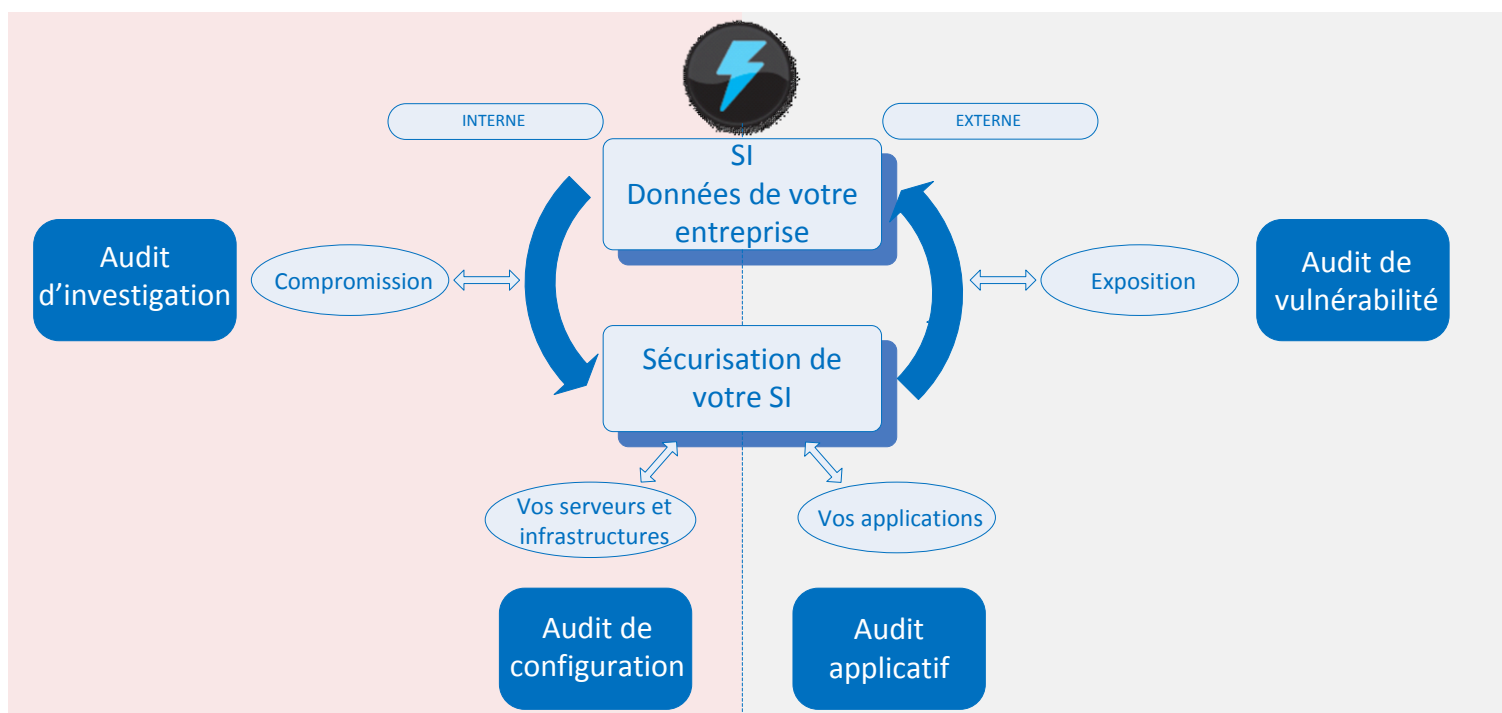 INTERNE
EXTERNE
SI
Données de votre
entreprise
Audit
d’investigation
Compromission
Exposition
Audit de
vulnérabilité
Sécurisation de
votre SI
Vos serveurs et
infrastructures
Vos applications
Audit de
configuration
Audit
applicatif